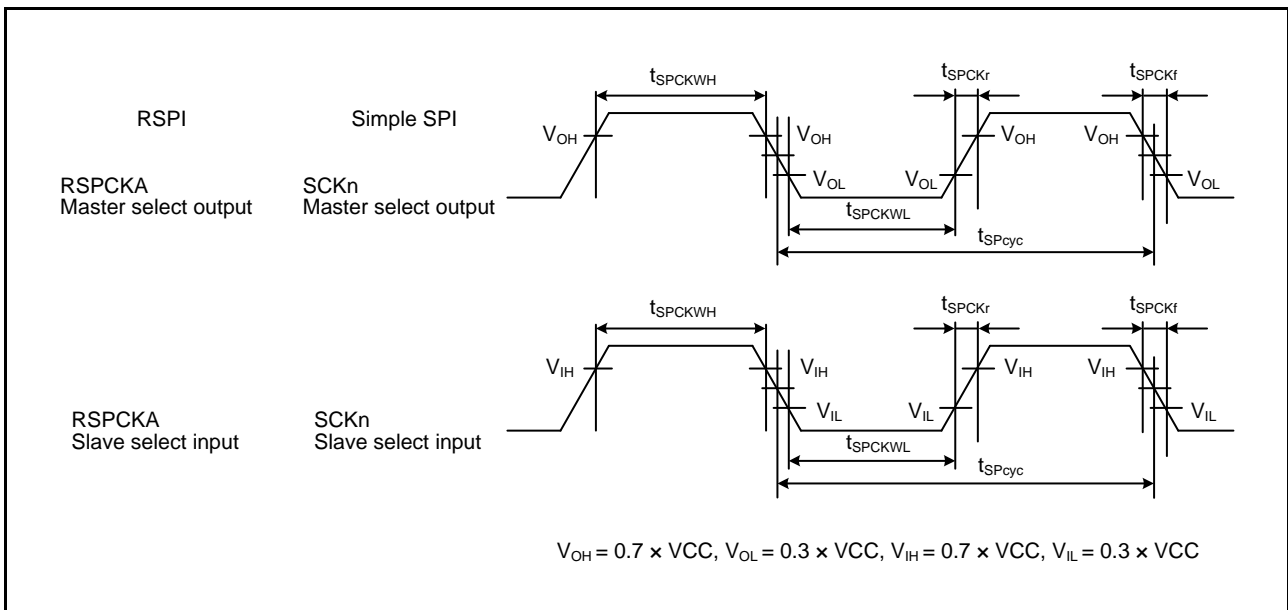 tSPCKWH tSPCKr tSPCKf
RSPI Simple SPI
VOH VOH VOH VOH
RSPCKA SCKn
Master select output Master select output
VOL VOL VOL
tSPCKWL
tSPcyc
tSPCKWH tSPCKr tSPCKf
VIH VIH VIH VIH
RSPCKA SCKn
Slave select input Slave select input
VIL VIL VIL
tSPCKWL
tSPcyc
VOH = 0.7 × VCC, VOL = 0.3 × VCC, VIH = 0.7 × VCC, VIL = 0.3 × VCC